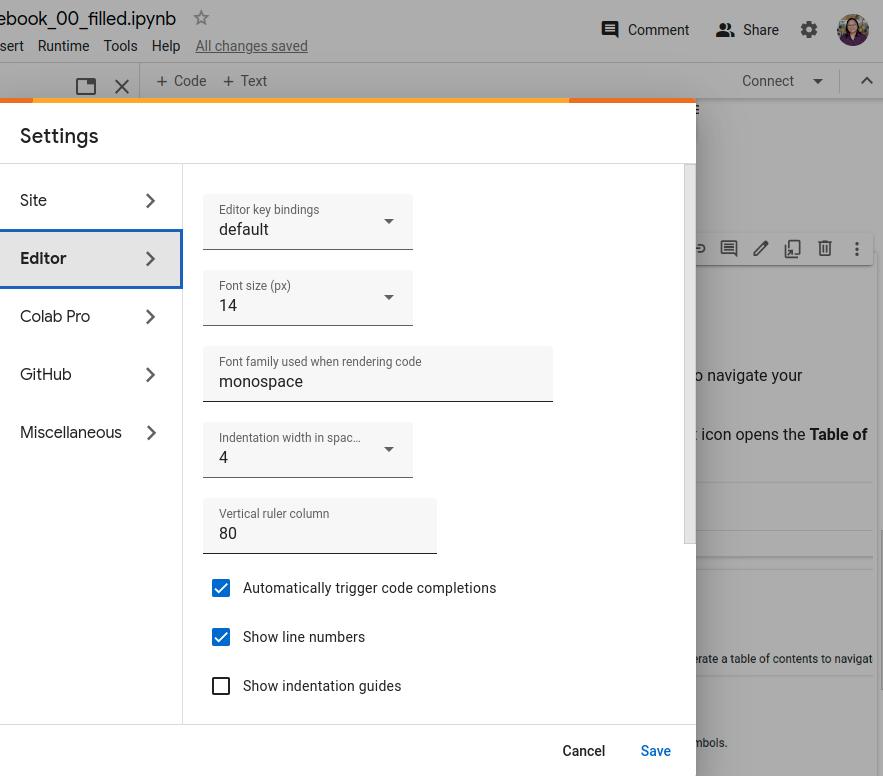 ebook_00_filled.ipynb
Comment
Share
sert Runtime Tools Help All changes saved
+ Code + Text
Connect
Settings
Site
Editor
Colab Pro
GitHub
Miscellaneous
Editor key bindings
default
Font size (px)
14
Font family used when rendering code
monospace
Indentation width in spac...
4
Vertical ruler column
80
Automatically trigger code completions
Show line numbers
Show indentation guides
Cancel Save
o navigate your
icon opens the Table of
erate a table of contents to navigat
mbols.